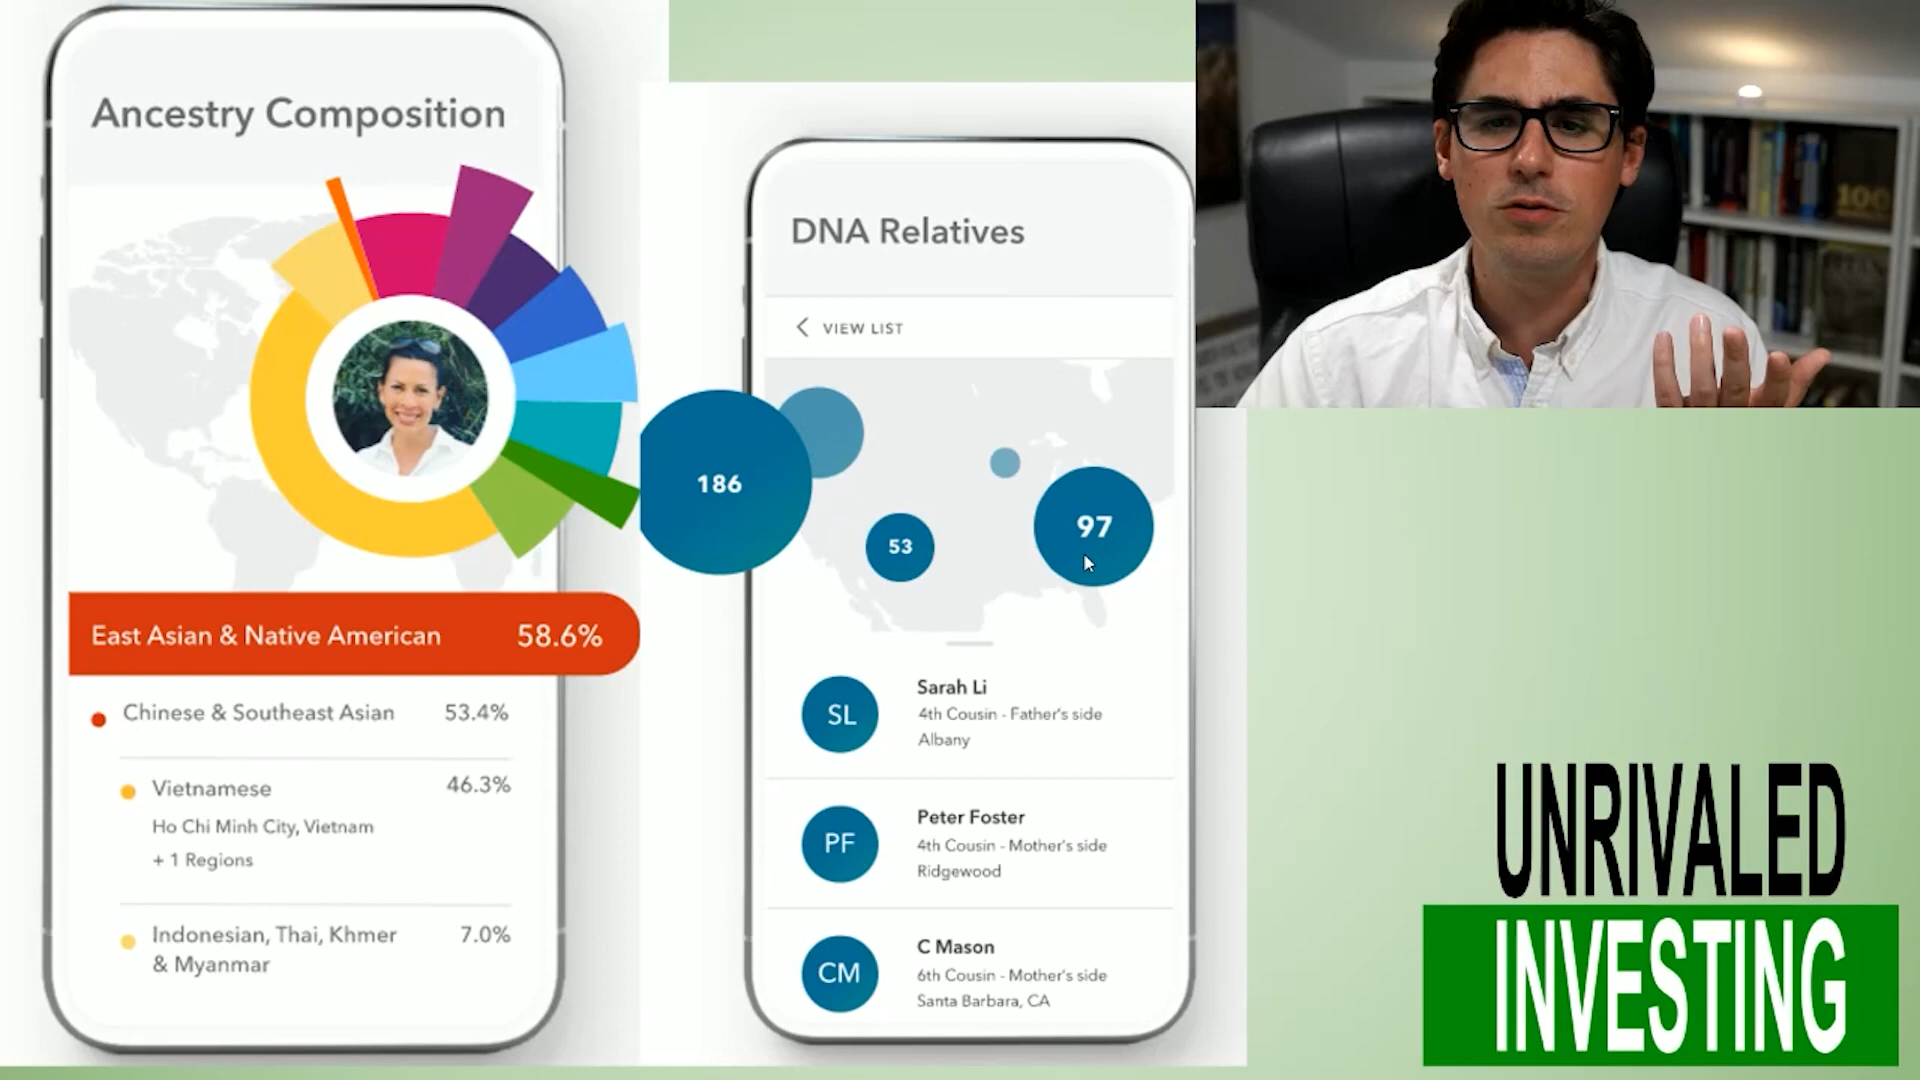 Ancestry Composition
East Asian & Native American 58.6%
Chinese & Southeast Asian 53.4%
Vietnamese 46.3%
Ho Chi Minh City, Vietnam
+ 1 Regions
Indonesian, Thai, Khmer 7.0%
& Myanmar
DNA Relatives
VIEW LIST
186
53
97
SL
Sarah Li
4th Cousin - Father's side
Albany
PF
Peter Foster
4th Cousin - Mother's side
Ridgewood
CM
C Mason
6th Cousin - Mother's side
Santa Barbara, CA
100
UNRIVALED
INVESTING